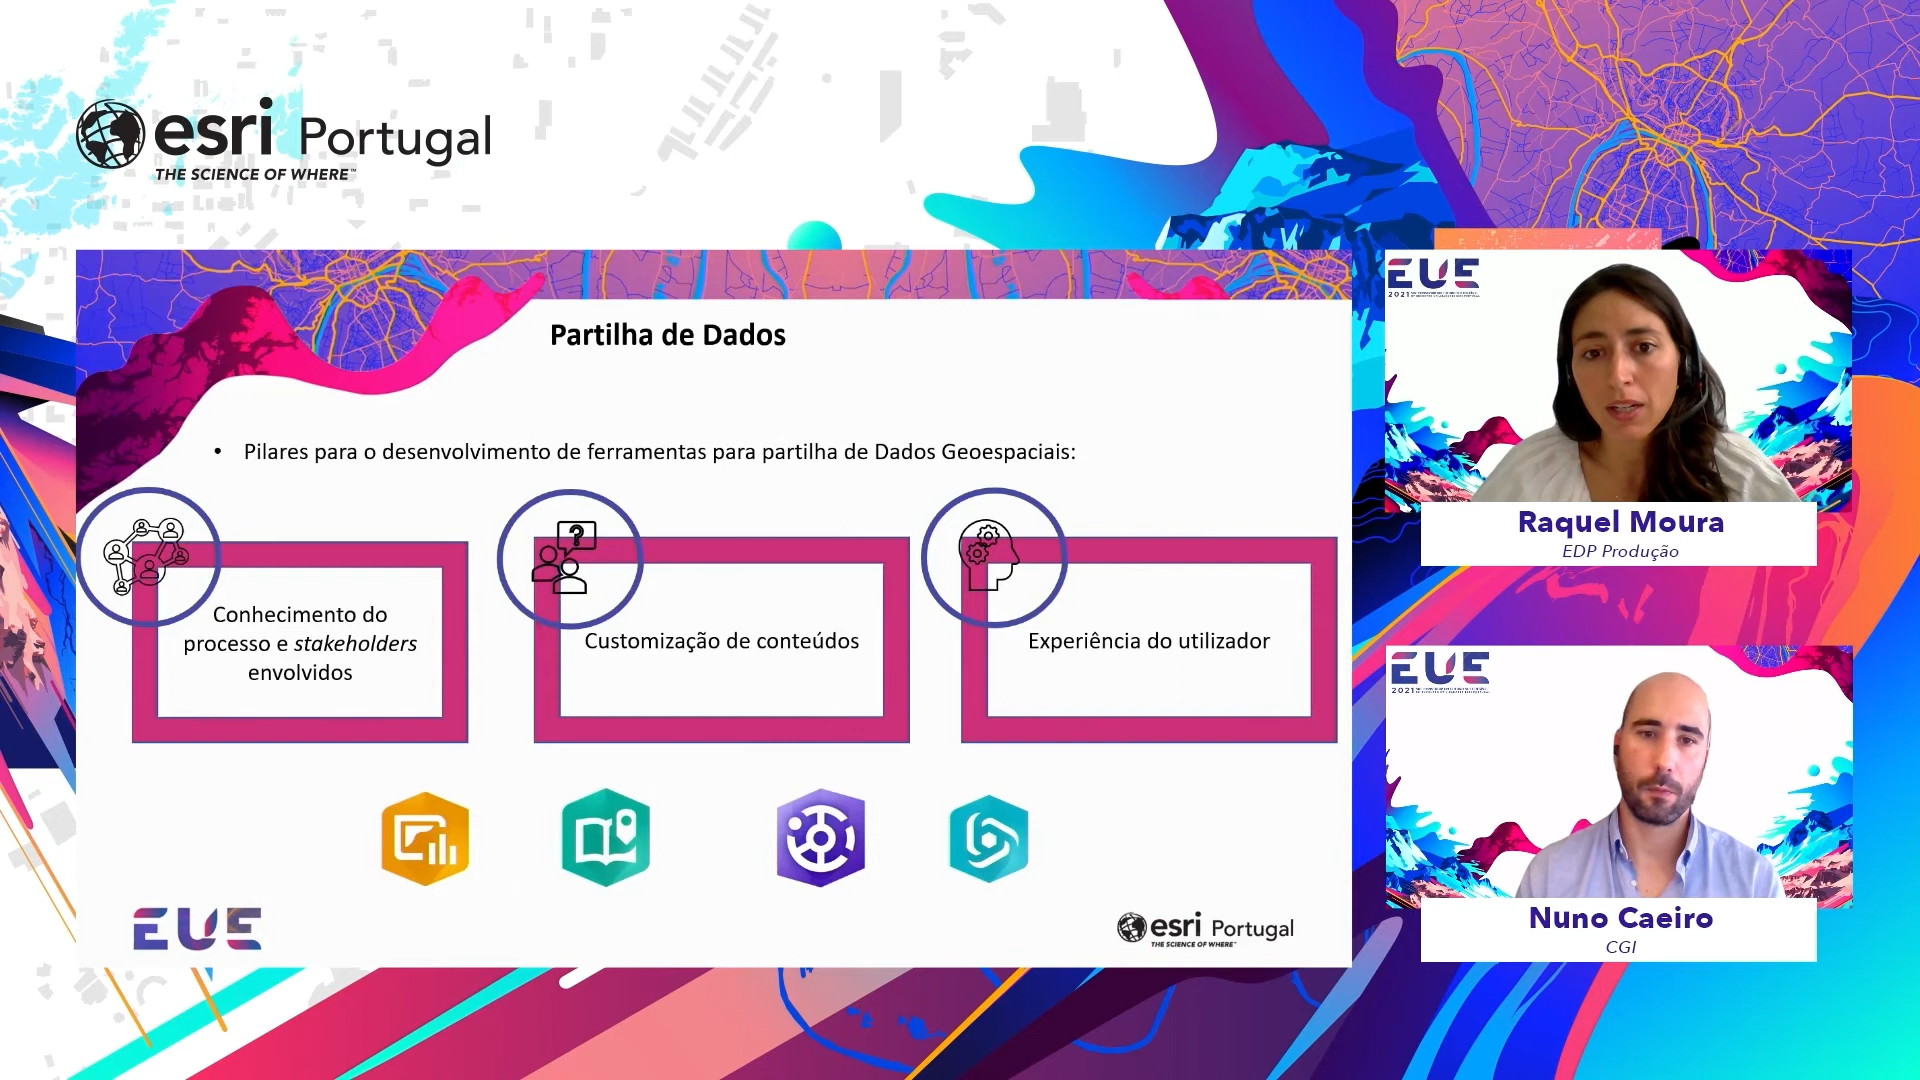 esri Portugal
THE SCIENCE OF WHERE™
Partilha de Dados
• Pilares para o desenvolvimento de ferramentas para partilha de Dados Geoespaciais:
Conhecimento do
processo e stakeholders
envolvidos
Customização de conteúdos
Experiência do utilizador
EUE
esri Portugal
THE SCIENCE OF WHERE™
EUE
2021
Raquel Moura
EDP Produção
EUE
2021
Nuno Caeiro
CGI